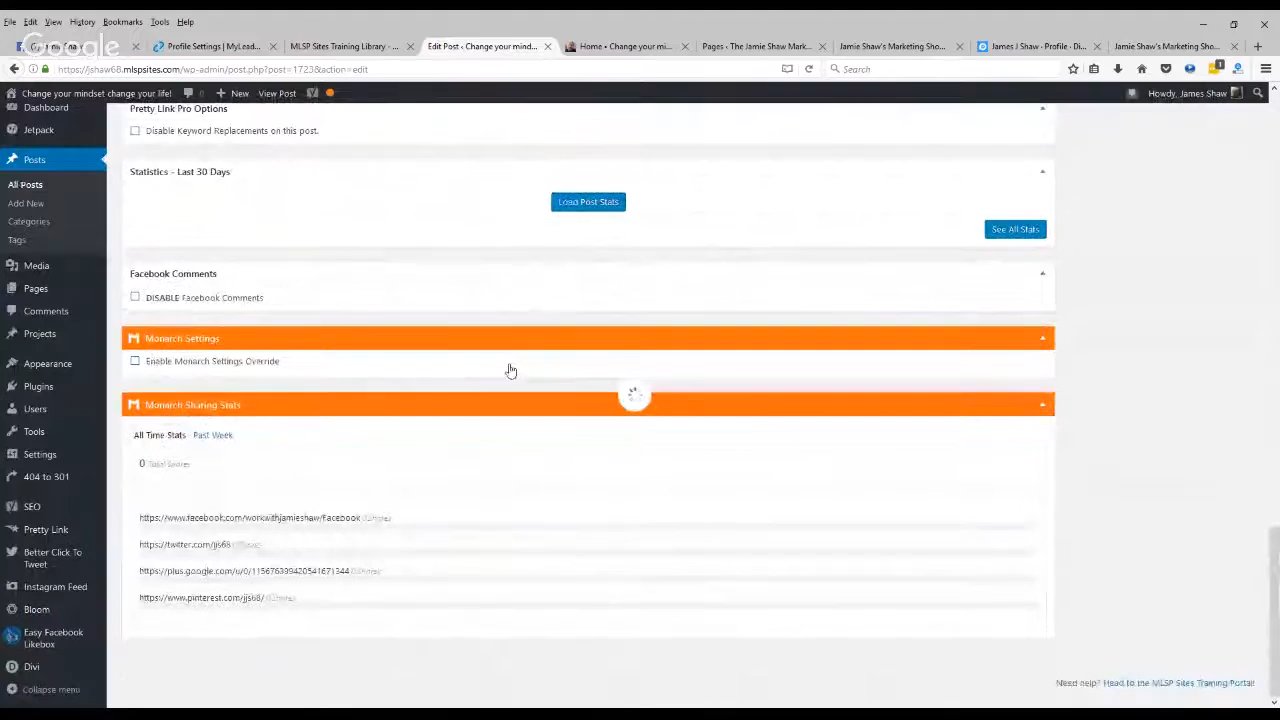 File Edit View History Bookmarks Tools Help
Google
Profile Settings | MyLead...
MLSP Sites Training Library - ...
Edit Post ‹ Change your mind...
Home • Change your mi...
Pages ‹ The Jamie Shaw Mark...
Jamie Shaw's Marketing Sho...
James J Shaw - Profile - Di...
Jamie Shaw's Marketing Sho...
https://jshaw68.mlspsites.com/wp-admin/post.php?post=1723&action=edit
Search
Change your mindset change your life!
0
New
View Post
Howdy, James Shaw
Dashboard
Jetpack
Posts
All Posts
Add New
Categories
Tags
Media
Pages
Comments
Projects
Appearance
Plugins
Users
Tools
Settings
404 to 301
SEO
Pretty Link
Better Click To
Tweet
Instagram Feed
Bloom
Easy Facebook
Likebox
Divi
Collapse menu
Pretty Link Pro Options
Disable Keyword Replacements on this post.
Statistics - Last 30 Days
Load Post Stats
See All Stats
Facebook Comments
DISABLE Facebook Comments
Monarch Settings
Enable Monarch Settings Override
Monarch Sharing Stats
All Time Stats Past Week
0 Total Shares
https://www.facebook.com/workwithjamieshaw/Facebook
https://twitter.com/jjs68
https://plus.google.com/u/0/115676399420541671344
https://www.pinterest.com/jjs68/
Need help? Head to the MLSP Sites Training Portal